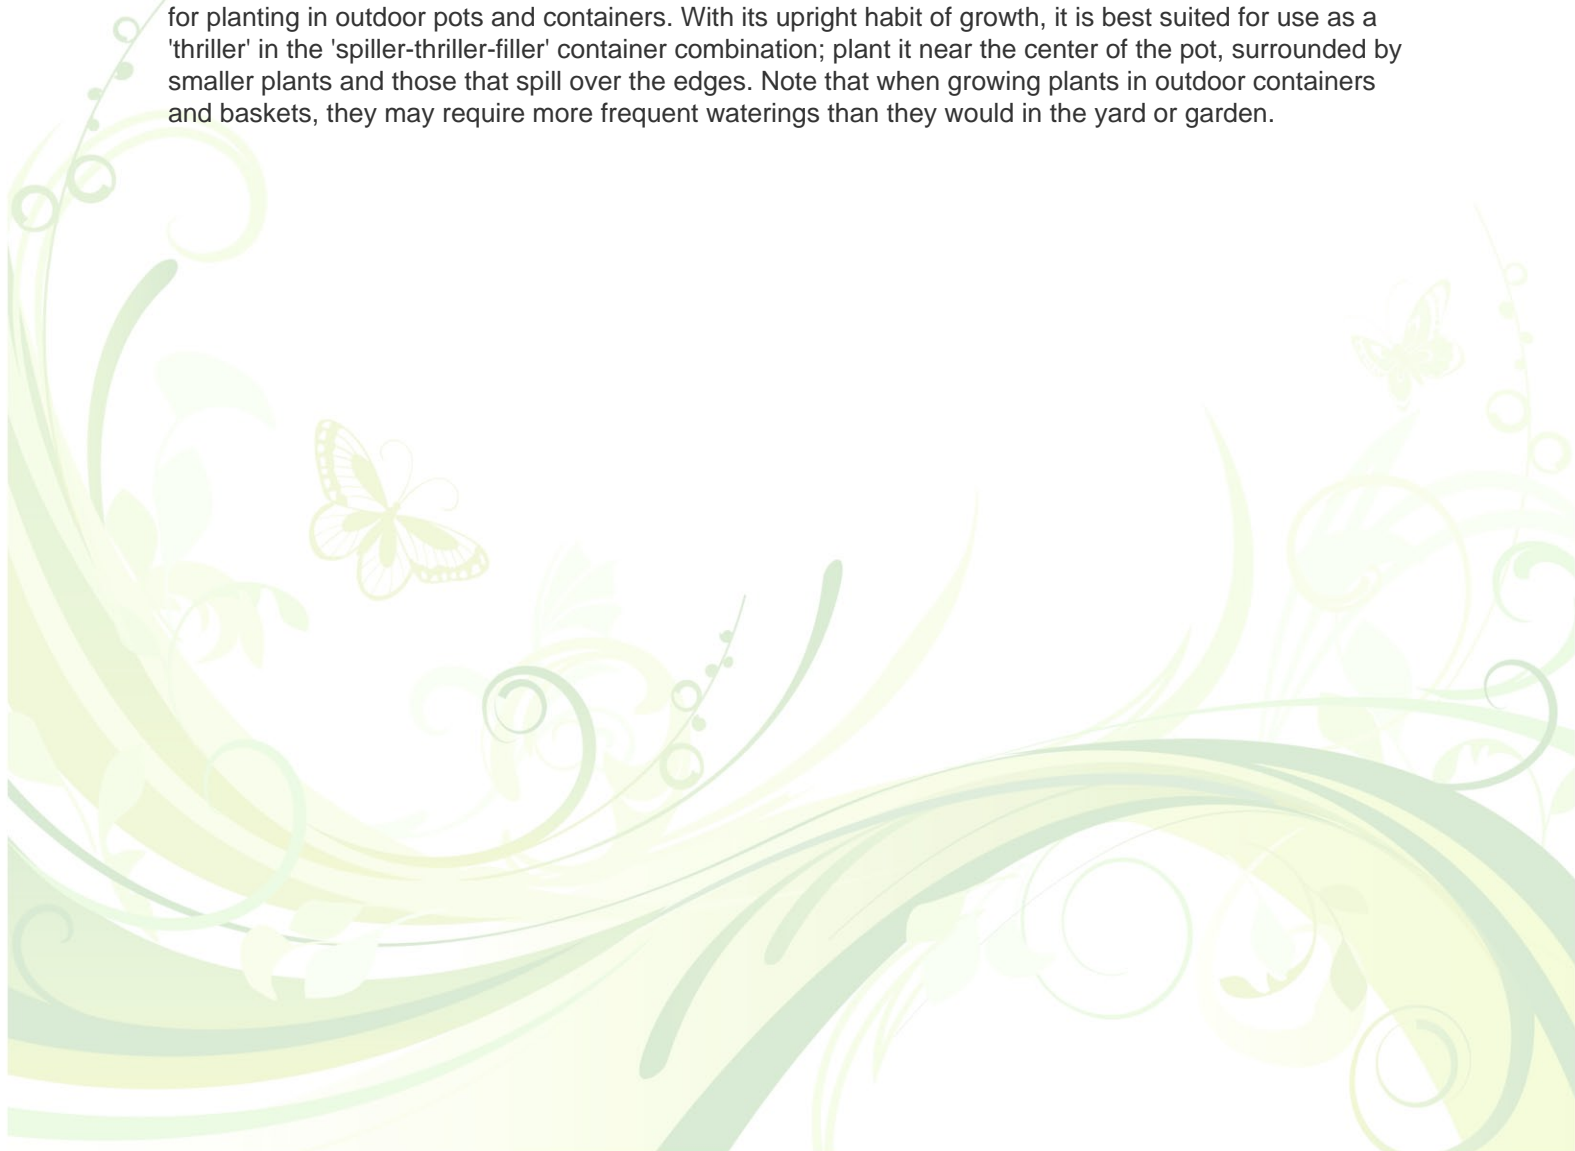 for planting in outdoor pots and containers. With its upright habit of growth, it is best suited for use as a
'thriller' in the 'spiller-thriller-filler' container combination; plant it near the center of the pot, surrounded by
smaller plants and those that spill over the edges. Note that when growing plants in outdoor containers
and baskets, they may require more frequent waterings than they would in the yard or garden.